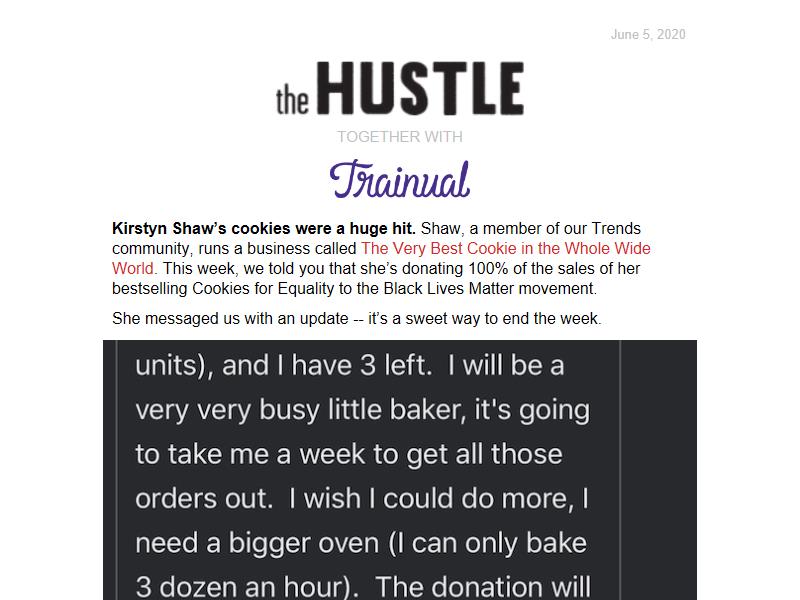 June 5, 2020
the HUSTLE
TOGETHER WITH
Trainual
Kirstyn Shaw’s cookies were a huge hit. Shaw, a member of our Trends
community, runs a business called The Very Best Cookie in the Whole Wide
World. This week, we told you that she’s donating 100% of the sales of her
bestselling Cookies for Equality to the Black Lives Matter movement.
She messaged us with an update -- it’s a sweet way to end the week.
units), and I have 3 left.  I will be a
very very busy little baker, it's going
to take me a week to get all those
orders out.  I wish I could do more, I
need a bigger oven (I can only bake
3 dozen an hour).  The donation will